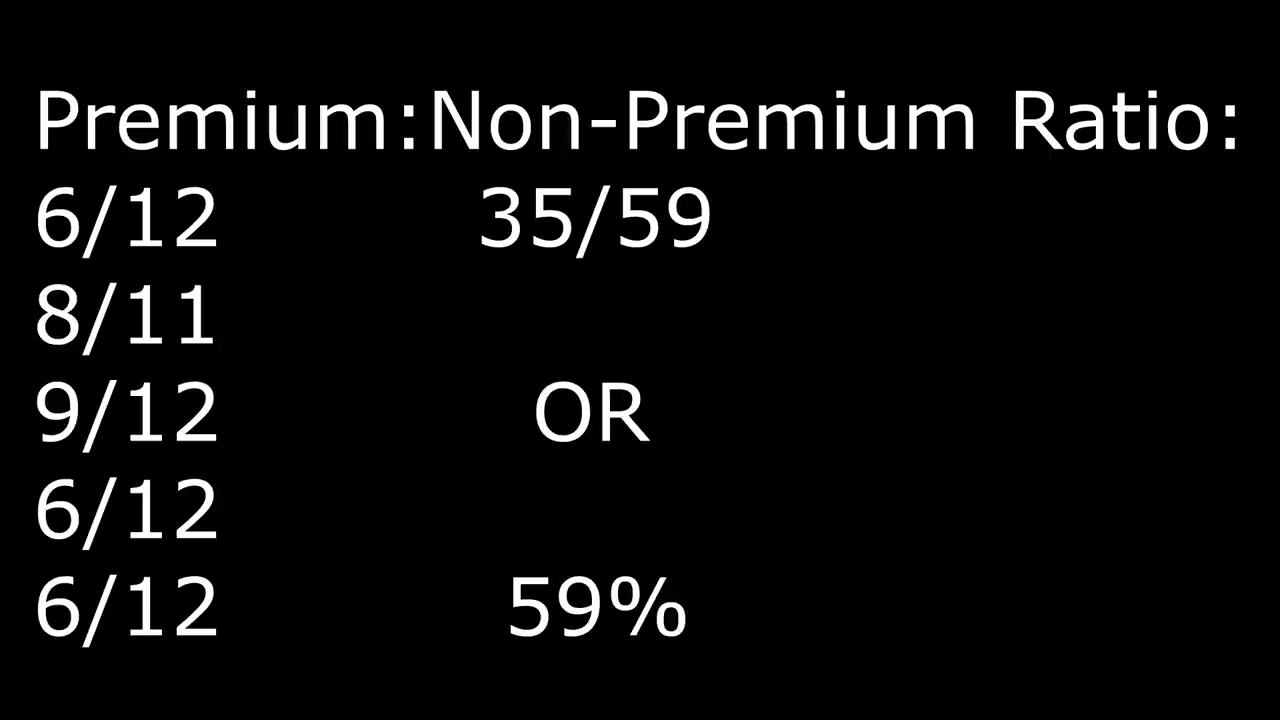 Premium:Non-Premium Ratio:
6/12 35/59
8/11
9/12 OR
6/12
6/12 59%